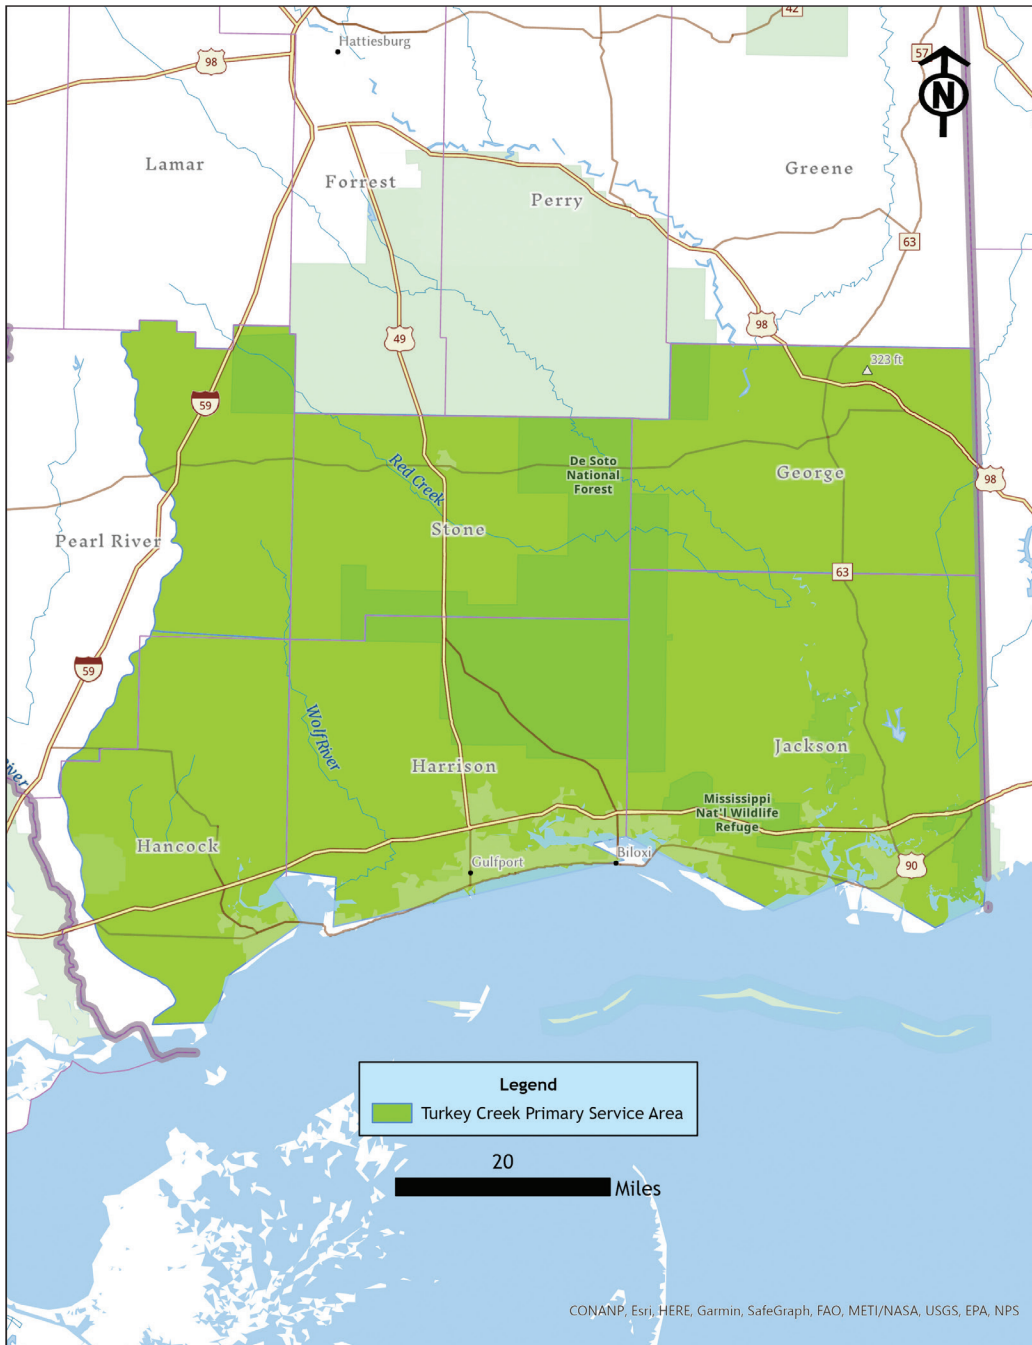 42
Hattiesburg
57
98
N
Lamar
Forrest
Perry
Greene
63
98
49
323 ft
59
Red Creek
De Soto
National
Forest
George
98
Stone
Pearl River
63
59
Wolf River
Jackson
Harrison
iver
Mississippi
Nat'l Wildlife
Refuge
Hancock
Gulfport
Biloxi
90
Legend
Turkey Creek Primary Service Area
20
Miles
CONANP, Esri, HERE, Garmin, SafeGraph, FAO, METI/NASA, USGS, EPA, NPS